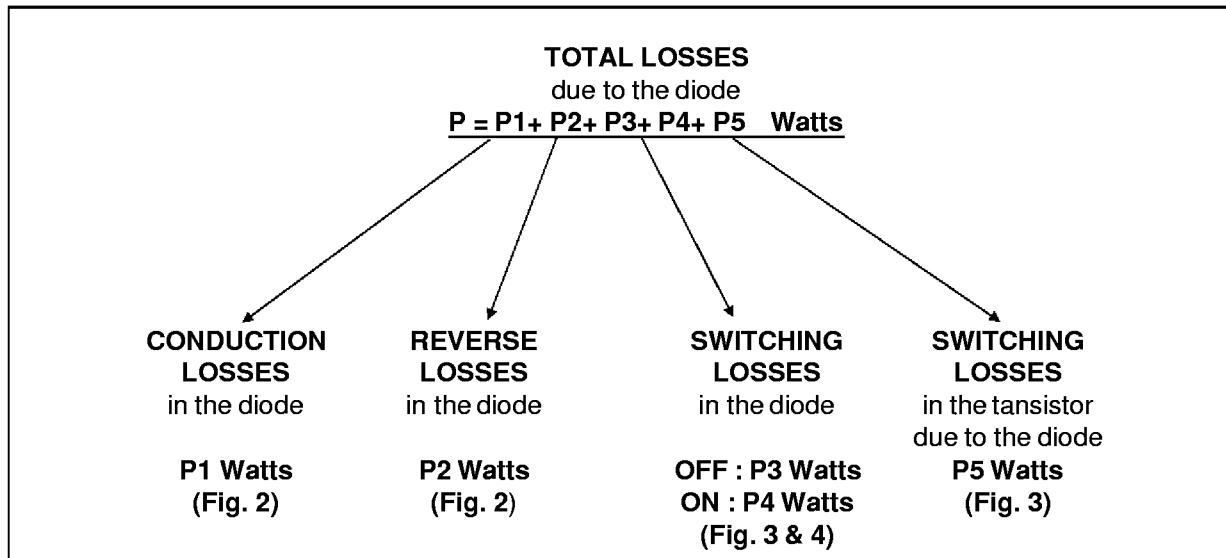 TOTAL LOSSES
due to the diode
P = P1+ P2+ P3+ P4+ P5 Watts
CONDUCTION
LOSSES
in the diode
P1 Watts
(Fig. 2)
REVERSE
LOSSES
in the diode
P2 Watts
(Fig. 2)
SWITCHING
LOSSES
in the diode
OFF : P3 Watts
ON : P4 Watts
(Fig. 3 & 4)
SWITCHING
LOSSES
in the tansistor
due to the diode
P5 Watts
(Fig. 3)